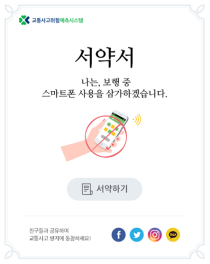 교통사고위험예측시스템
서약서
나는, 보행 중
스마트폰 사용을 삼가하겠습니다.
서약하기
친구들과 공유하여
교통사고 방지에 동참하세요!